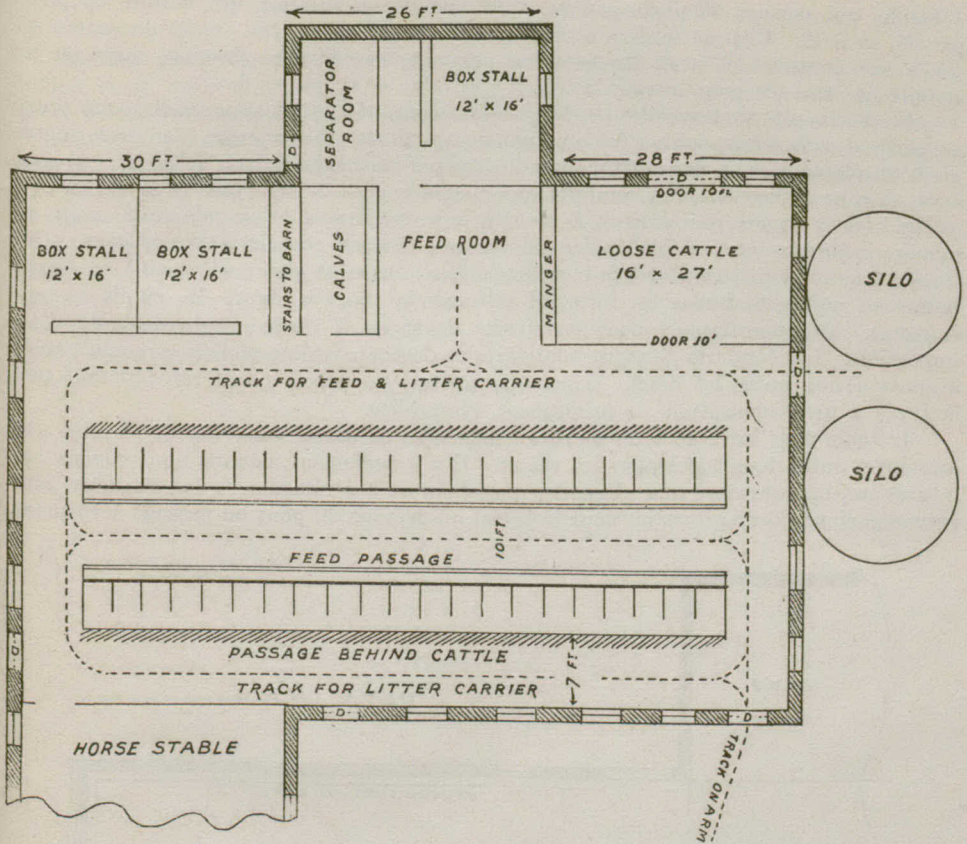 26 FT
SEPARATOR
ROOM
BOX STALL
12' x 16'
D
30 FT
28 FT
D
DOOR 10 FT.
BOX STALL
12' x 16'
BOX STALL
12' x 16'
STAIRS TO BARN
CALVES
FEED ROOM
MANGER
LOOSE CATTLE
16' x 27'
SILO
DOOR 10'
D
TRACK FOR FEED & LITTER CARRIER
SILO
10 FT
FEED PASSAGE
D
PASSAGE BEHIND CATTLE
7 FT
TRACK FOR LITTER CARRIER
D
D
HORSE STABLE
TRACK ON ARM